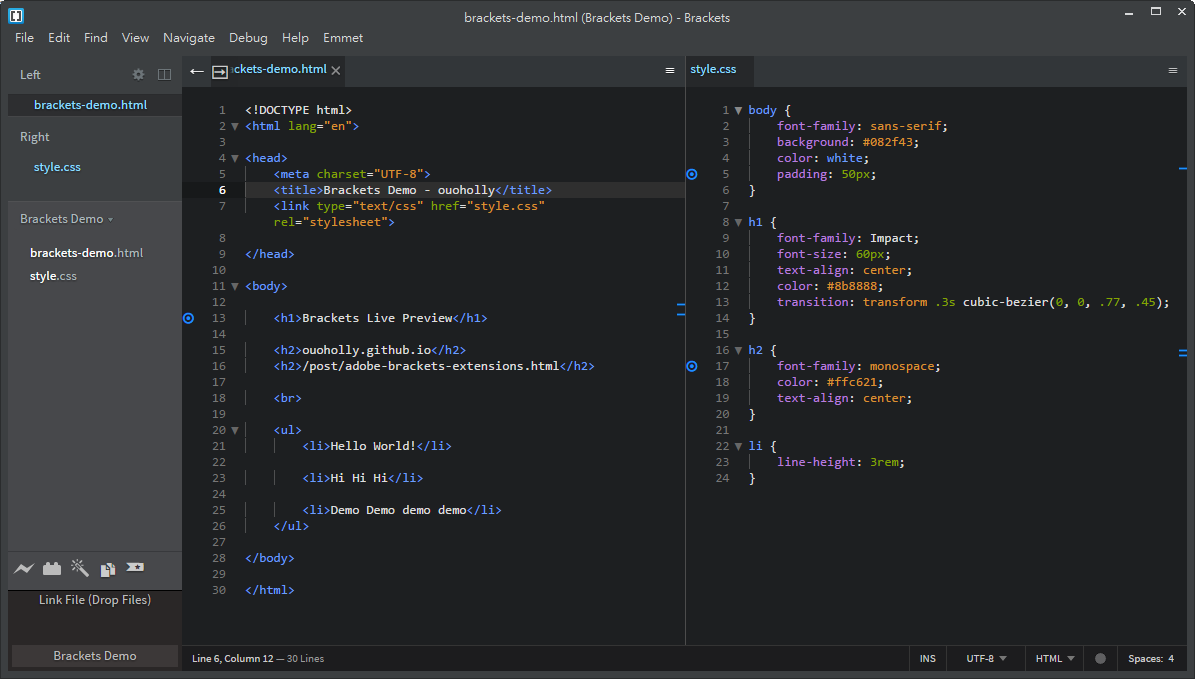 brackets-demo.html (Brackets Demo) - Brackets
File Edit Find View Navigate Debug Help Emmet
Left
brackets-demo.html
Right
style.css
Brackets Demo
brackets-demo.html
style.css
Link File (Drop Files)
Brackets Demo
ckets-demo.html
1 <!DOCTYPE html>
2 <html lang="en">
3
4 <head>
5 <meta charset="UTF-8">
6 <title>Brackets Demo - ouoholly</title>
7 <link type="text/css" href="style.css"
rel="stylesheet">
8
9 </head>
10
11 <body>
12
13 <h1>Brackets Live Preview</h1>
14
15 <h2>ouoholly.github.io</h2>
16 <h2>/post/adobe-brackets-extensions.html</h2>
17
18 <br>
19
20 <ul>
21 <li>Hello World!</li>
22
23 <li>Hi Hi Hi</li>
24
25 <li>Demo Demo demo demo</li>
26 </ul>
27
28 </body>
29
30 </html>
style.css
1 body {
2 font-family: sans-serif;
3 background: #082f43;
4 color: white;
5 padding: 50px;
6 }
7
8 h1 {
9 font-family: Impact;
10 font-size: 60px;
11 text-align: center;
12 color: #8b8888;
13 transition: transform .3s cubic-bezier(0, 0, .77, .45);
14 }
15
16 h2 {
17 font-family: monospace;
18 color: #ffc621;
19 text-align: center;
20 }
21
22 li {
23 line-height: 3rem;
24 }
Line 6, Column 12 — 30 Lines
INS UTF-8 HTML Spaces: 4